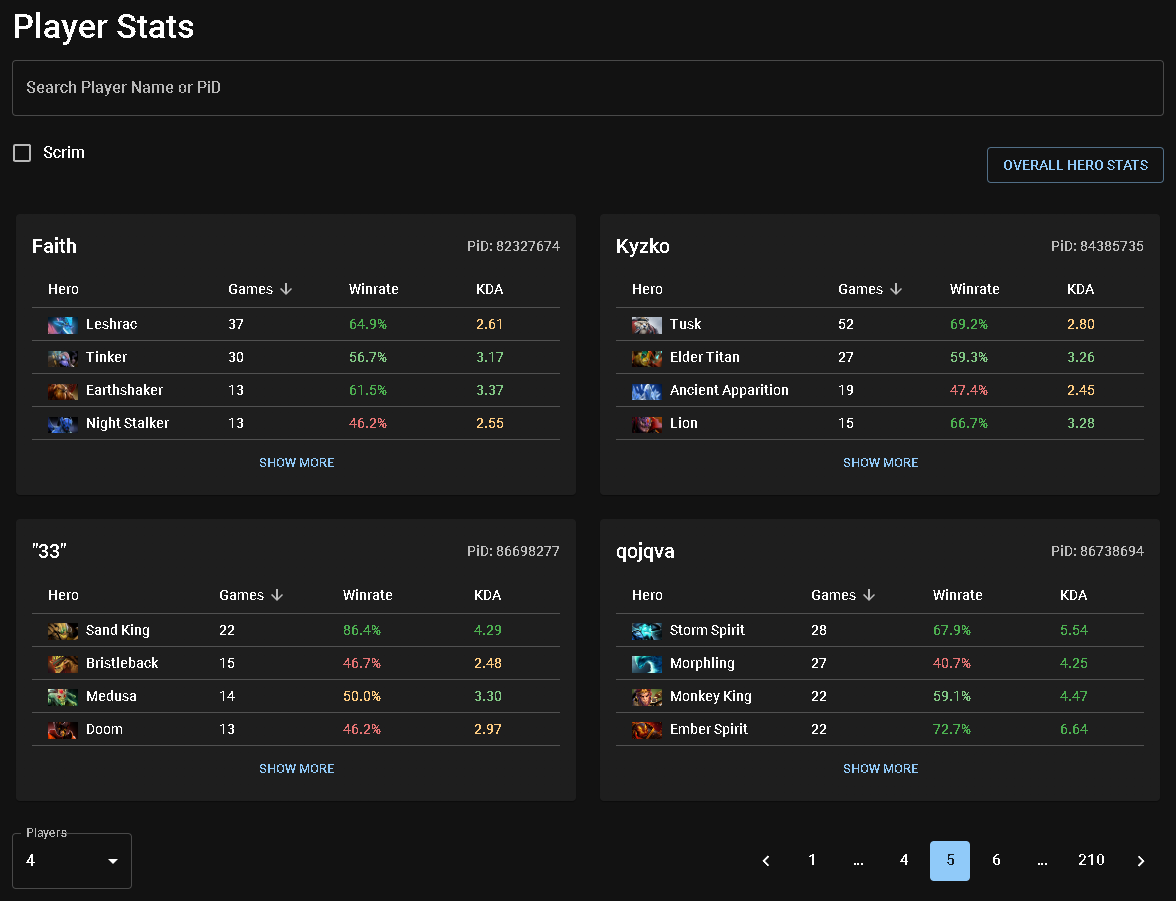 Player Stats
Search Player Name or PiD
Scrim
OVERALL HERO STATS
Faith PiD: 82327674
Hero Games Winrate KDA
Leshrac 37 64.9% 2.61
Tinker 30 56.7% 3.17
Earthshaker 13 61.5% 3.37
Night Stalker 13 46.2% 2.55
SHOW MORE
Kyzko PiD: 84385735
Hero Games Winrate KDA
Tusk 52 69.2% 2.80
Elder Titan 27 59.3% 3.26
Ancient Apparition 19 47.4% 2.45
Lion 15 66.7% 3.28
SHOW MORE
"33" PiD: 86698277
Hero Games Winrate KDA
Sand King 22 86.4% 4.29
Bristleback 15 46.7% 2.48
Medusa 14 50.0% 3.30
Doom 13 46.2% 2.97
SHOW MORE
qojqva PiD: 86738694
Hero Games Winrate KDA
Storm Spirit 28 67.9% 5.54
Morphling 27 40.7% 4.25
Monkey King 22 59.1% 4.47
Ember Spirit 22 72.7% 6.64
SHOW MORE
Players
4
1 ... 4 5 6 ... 210